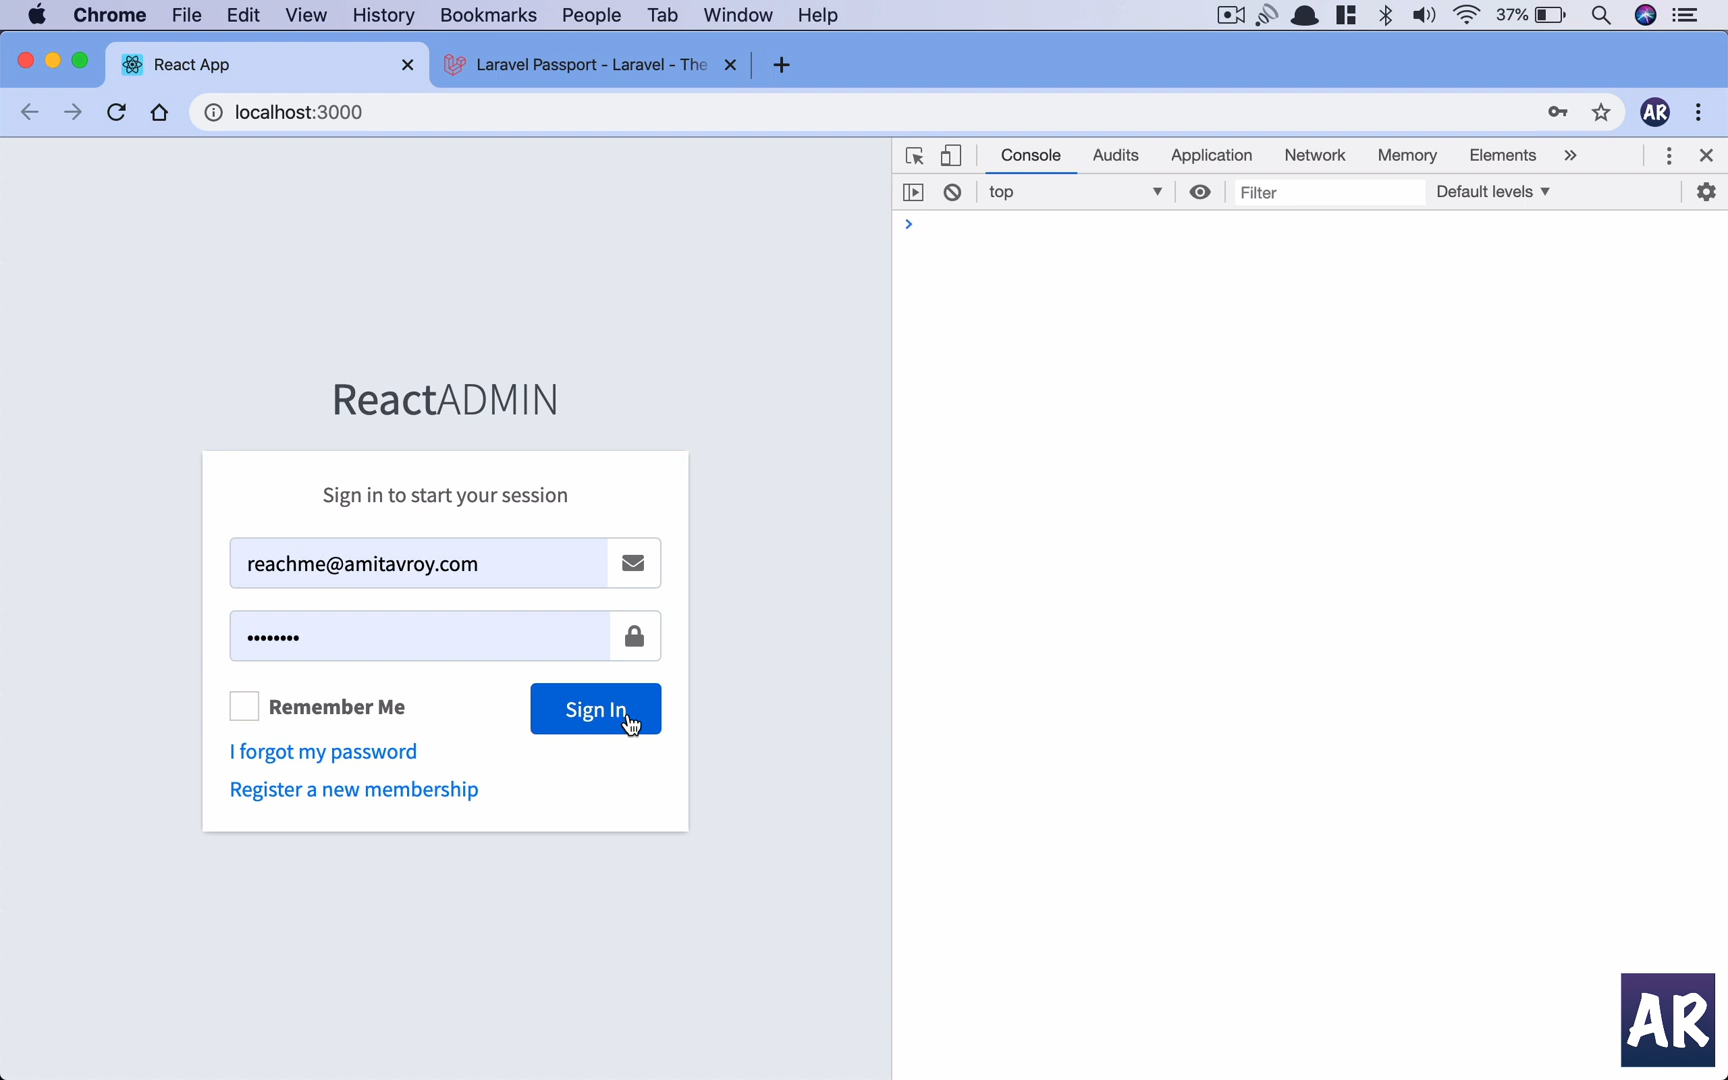 Chrome File Edit View History Bookmarks People Tab Window Help 37%
React App Laravel Passport - Laravel - The
localhost:3000 AR
Console Audits Application Network Memory Elements
top Filter Default levels
ReactADMIN
Sign in to start your session
reachme@amitavroy.com
••••••••
Remember Me Sign In
I forgot my password
Register a new membership
AR